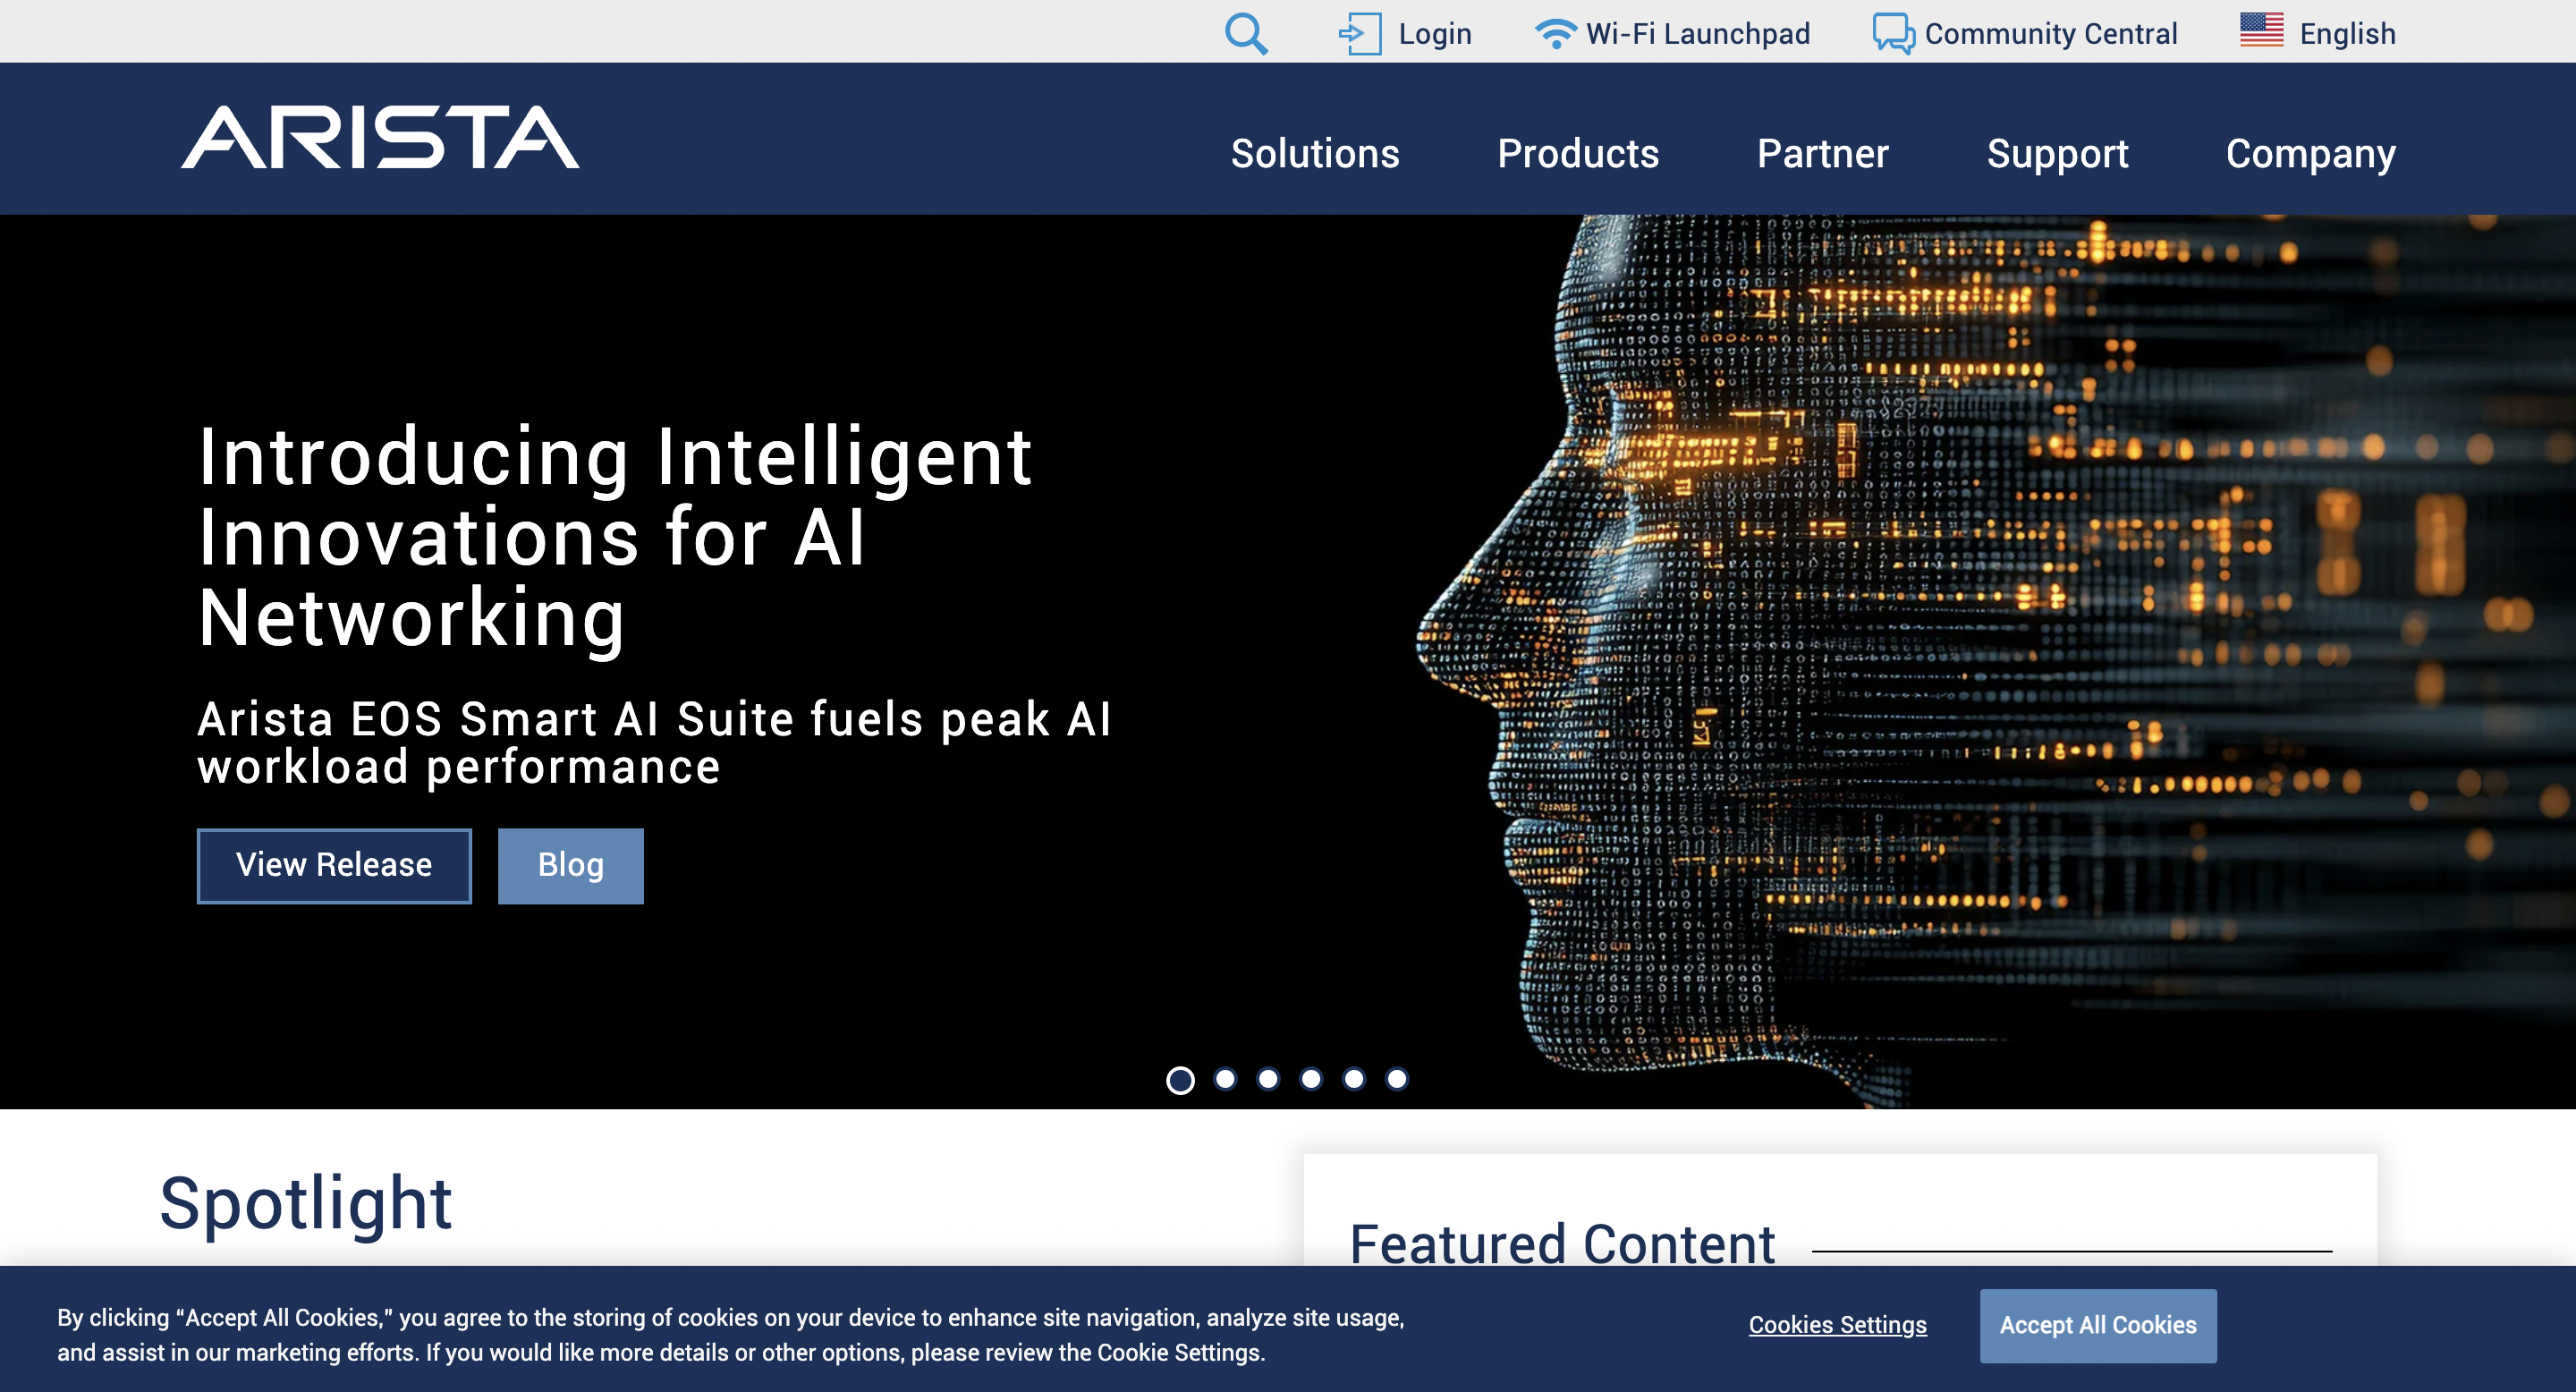 Login
Wi-Fi Launchpad
Community Central
English
ARISTA
Solutions
Products
Partner
Support
Company
Introducing Intelligent
Innovations for AI
Networking
Arista EOS Smart AI Suite fuels peak AI
workload performance
View Release
Blog
Spotlight
Featured Content
By clicking “Accept All Cookies,” you agree to the storing of cookies on your device to enhance site navigation, analyze site usage,
and assist in our marketing efforts. If you would like more details or other options, please review the Cookie Settings.
Cookies Settings
Accept All Cookies